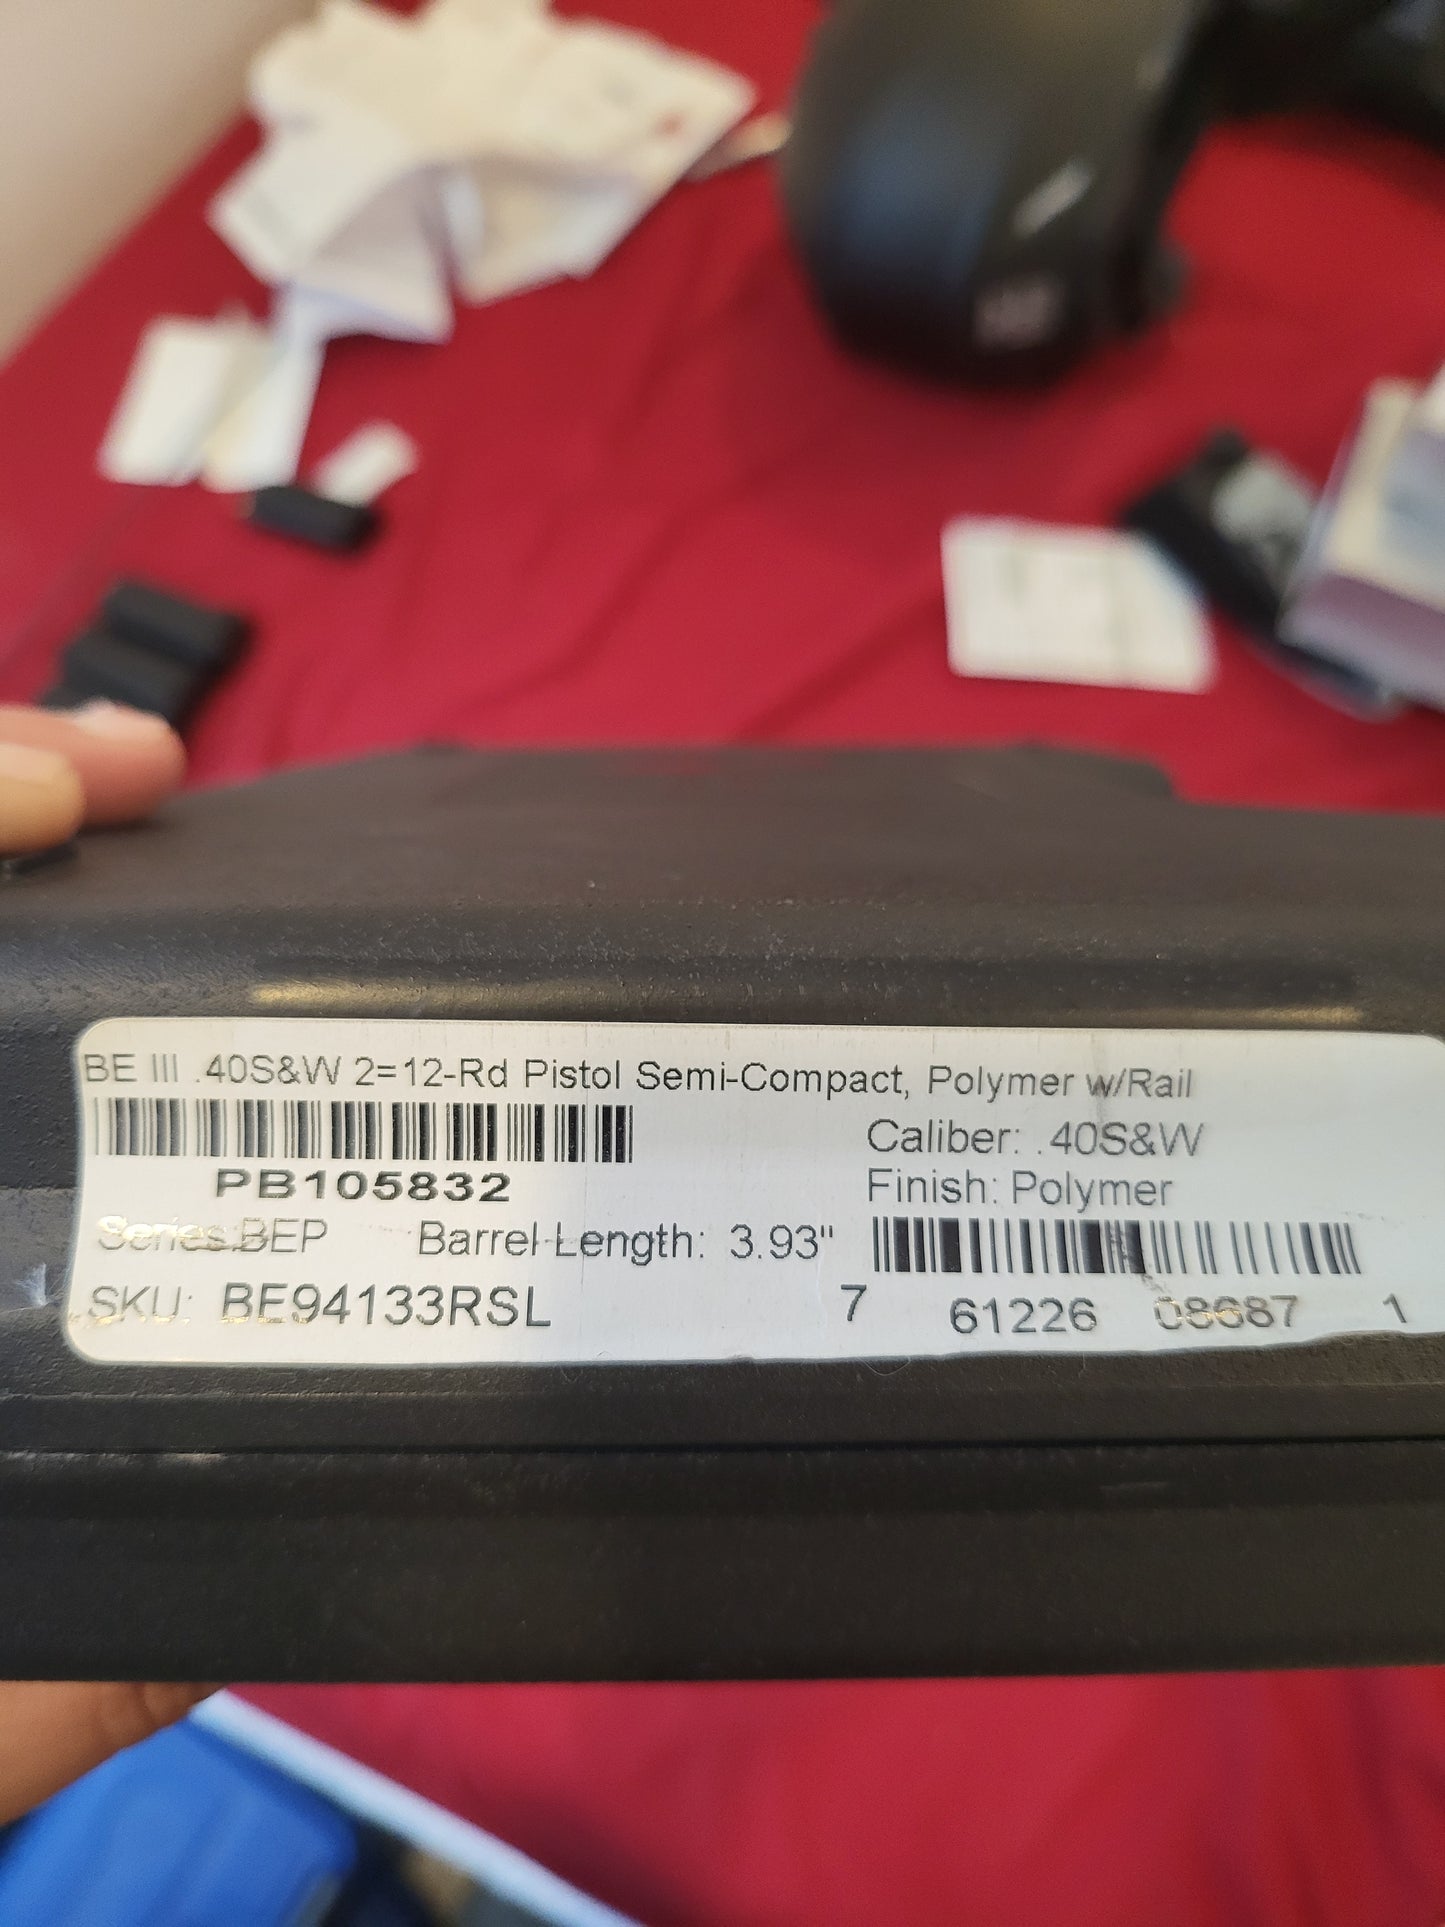 BE III .40S&W 2=12-Rd Pistol Semi-Compact, Polymer w/Rail
PB105832
Caliber: .40S&W
Finish: Polymer
Series:BEP Barrel Length: 3.93"
SKU: BE94133RSL
7 61226 08687 1